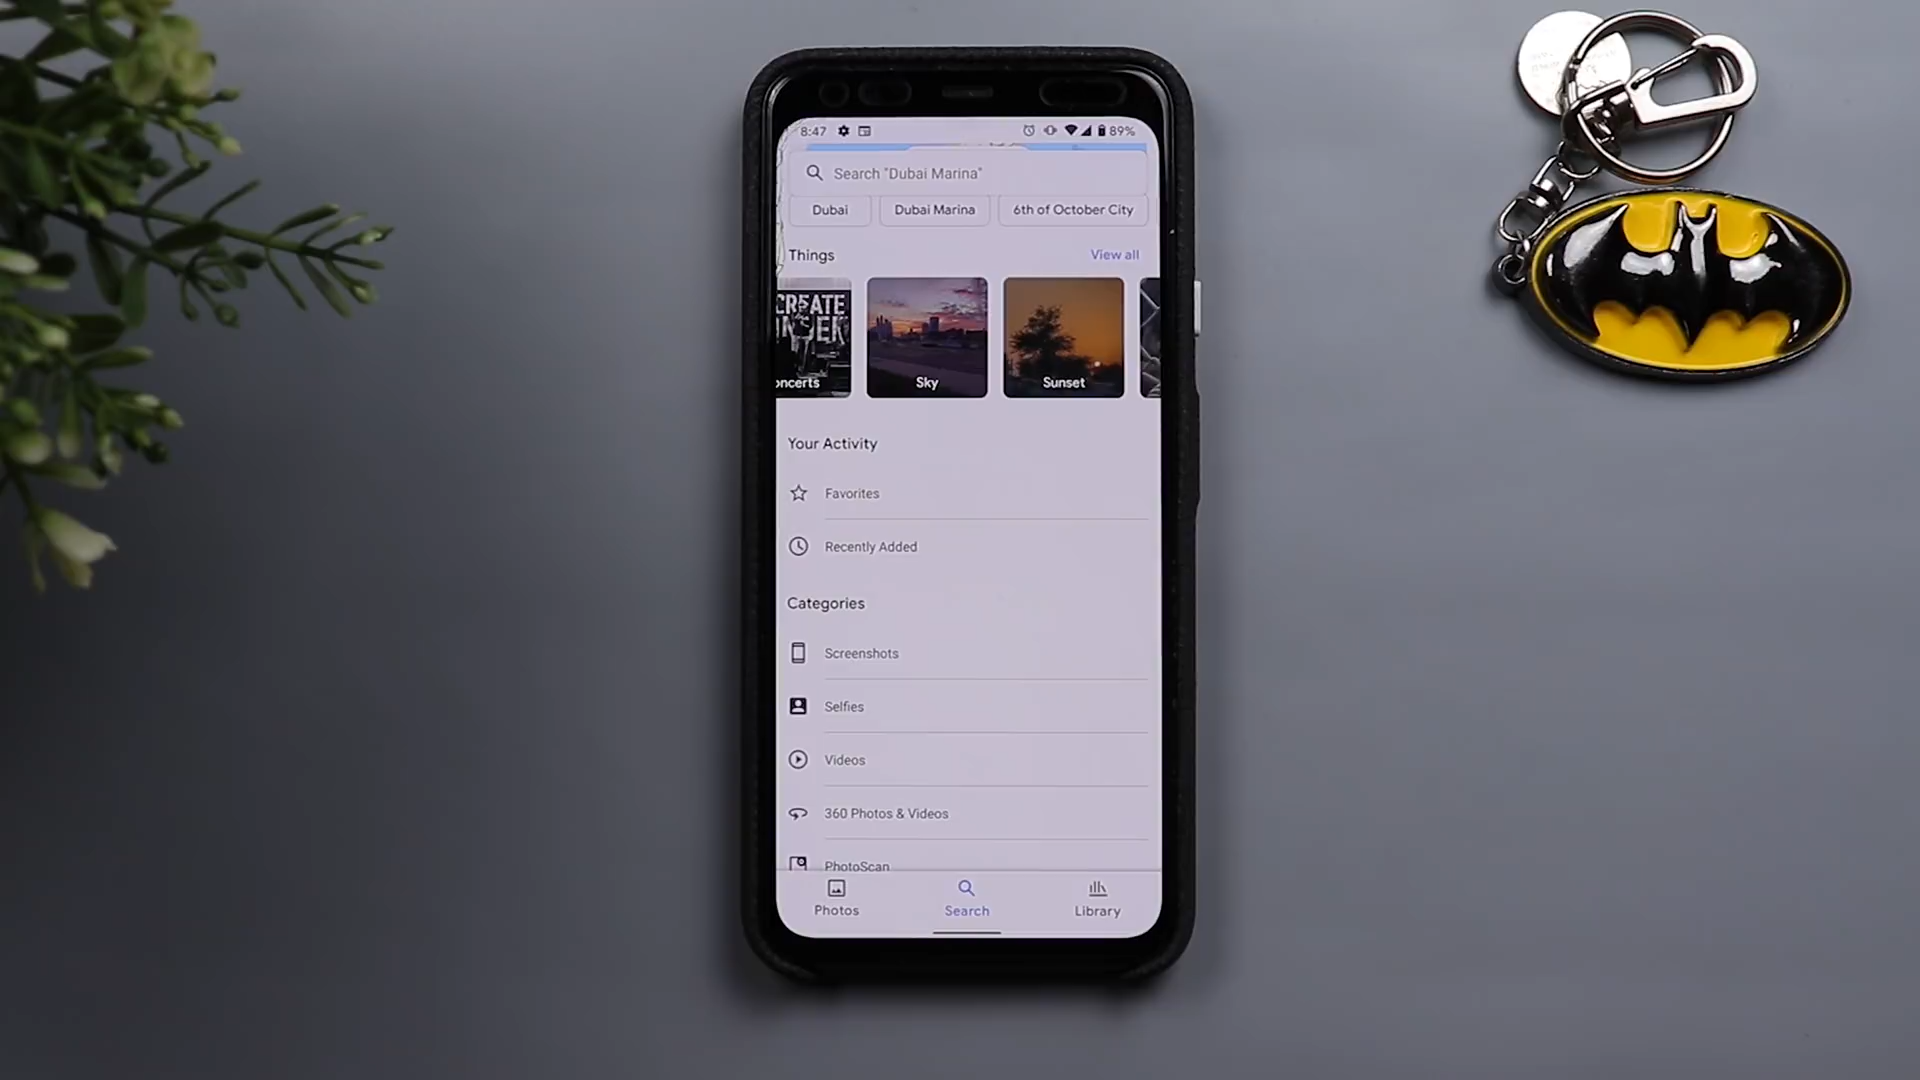 8:47 89%
Search "Dubai Marina"
Dubai Dubai Marina 6th of October City
Things View all
CREATE
oncerts Sky Sunset
Your Activity
Favorites
Recently Added
Categories
Screenshots
Selfies
Videos
360 Photos & Videos
PhotoScan
Photos Search Library